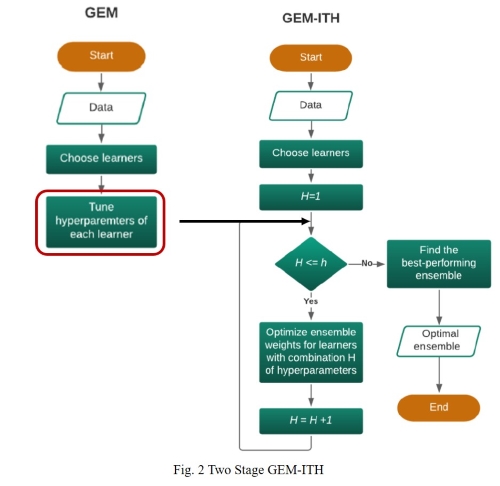 GEM
Start
Data
Choose learners
Tune
hyperparemters of
each learner
GEM-ITH
Start
Data
Choose learners
H=1
H <= h
No
Yes
Find the
best-performing
ensemble
Optimal
ensemble
End
Optimize ensemble
weights for learners
with combination H
of hyperparameters
H = H +1
Fig. 2 Two Stage GEM-ITH